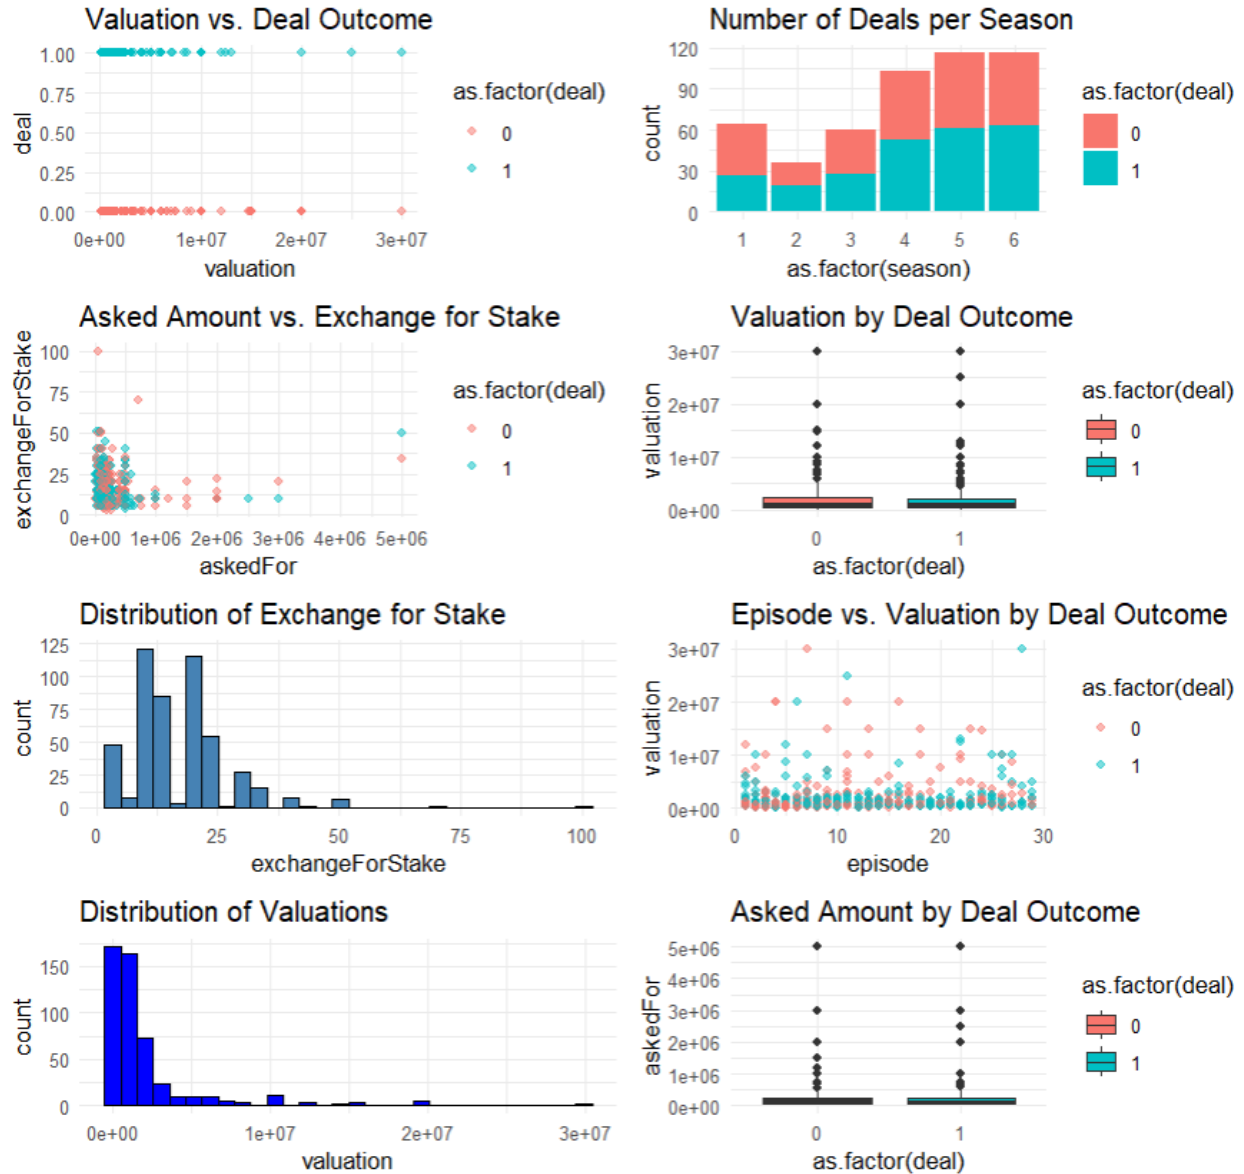 Valuation vs. Deal Outcome
deal
1.00
0.75
0.50
0.25
0.00
0e+00 1e+07 2e+07 3e+07
valuation
as.factor(deal)
0
1
Number of Deals per Season
count
120
90
60
30
0
1 2 3 4 5 6
as.factor(season)
as.factor(deal)
0
1
Asked Amount vs. Exchange for Stake
exchangeForStake
100
75
50
25
0
0e+00 1e+06 2e+06 3e+06 4e+06 5e+06
askedFor
as.factor(deal)
0
1
Valuation by Deal Outcome
valuation
3e+07
2e+07
1e+07
0e+00
0 1
as.factor(deal)
as.factor(deal)
0
1
Distribution of Exchange for Stake
count
125
100
75
50
25
0
0 25 50 75 100
exchangeForStake
Episode vs. Valuation by Deal Outcome
valuation
3e+07
2e+07
1e+07
0e+00
0 10 20 30
episode
as.factor(deal)
0
1
Distribution of Valuations
count
150
100
50
0
0e+00 1e+07 2e+07 3e+07
valuation
Asked Amount by Deal Outcome
askedFor
5e+06
4e+06
3e+06
2e+06
1e+06
0e+00
0 1
as.factor(deal)
as.factor(deal)
0
1